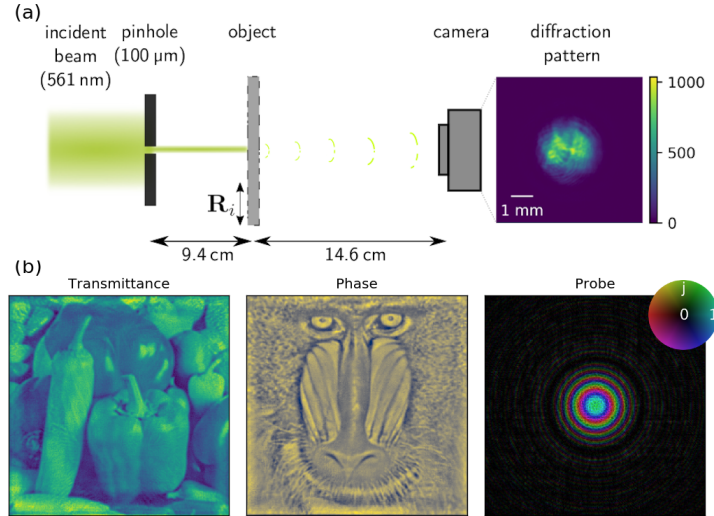 (a)
incident
beam
(561 nm)
pinhole
(100 µm)
object
camera
diffraction
pattern
1000
500
0
1 mm
R_i
9.4 cm
14.6 cm
(b)
Transmittance
Phase
Probe
j
0 1